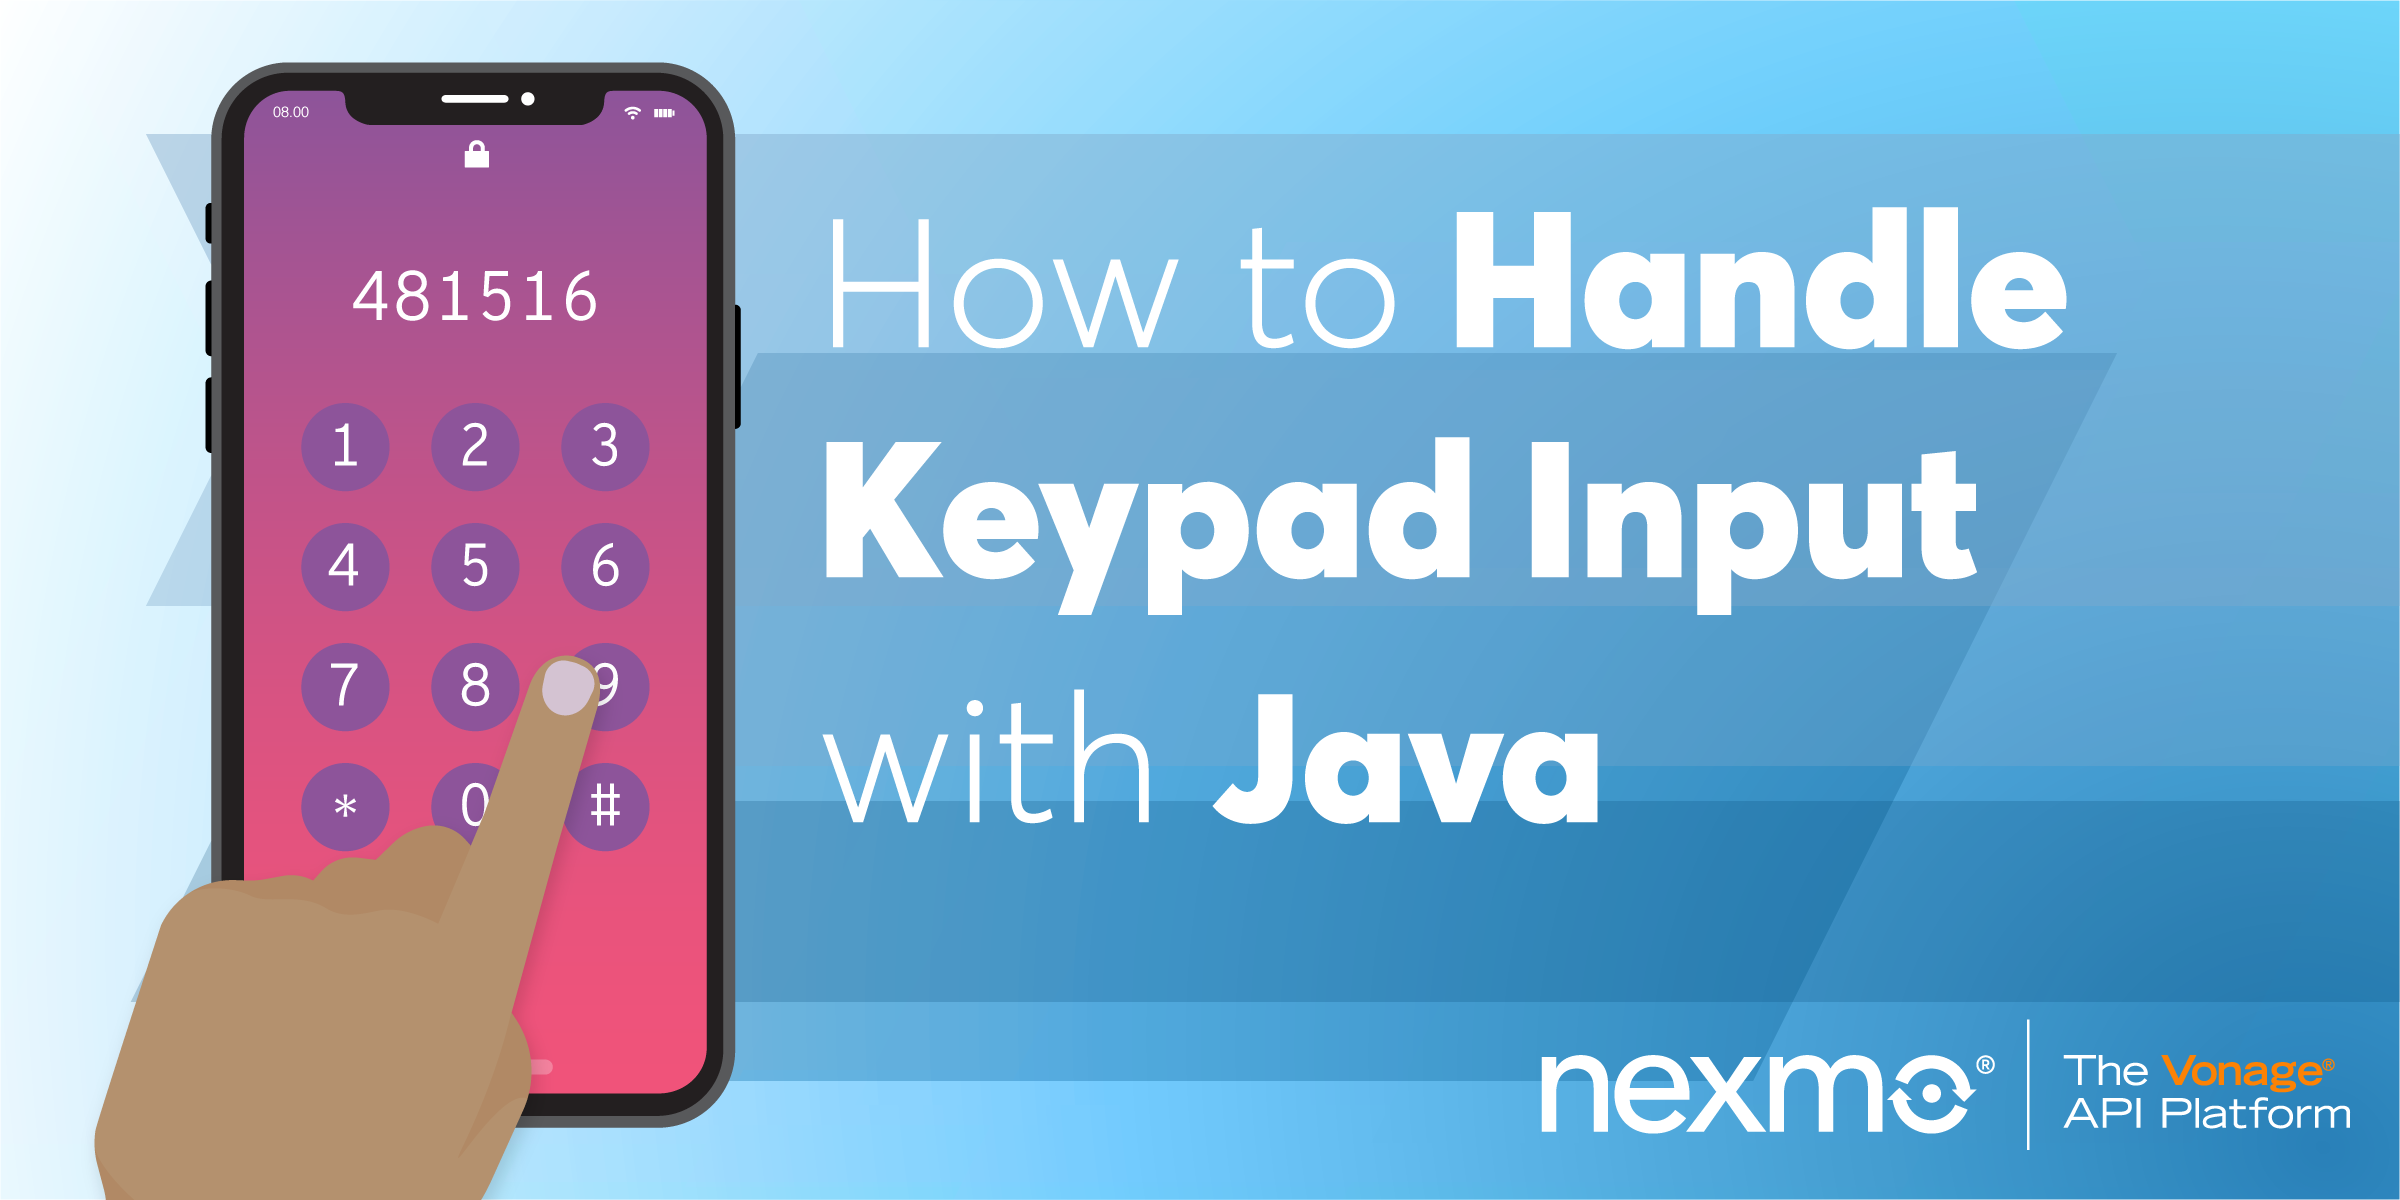 08.00
481516
1 2 3
4 5 6
7 8 9
* 0 #
How to Handle
Keypad Input
with Java
nexmo®
The Vonage®
API Platform